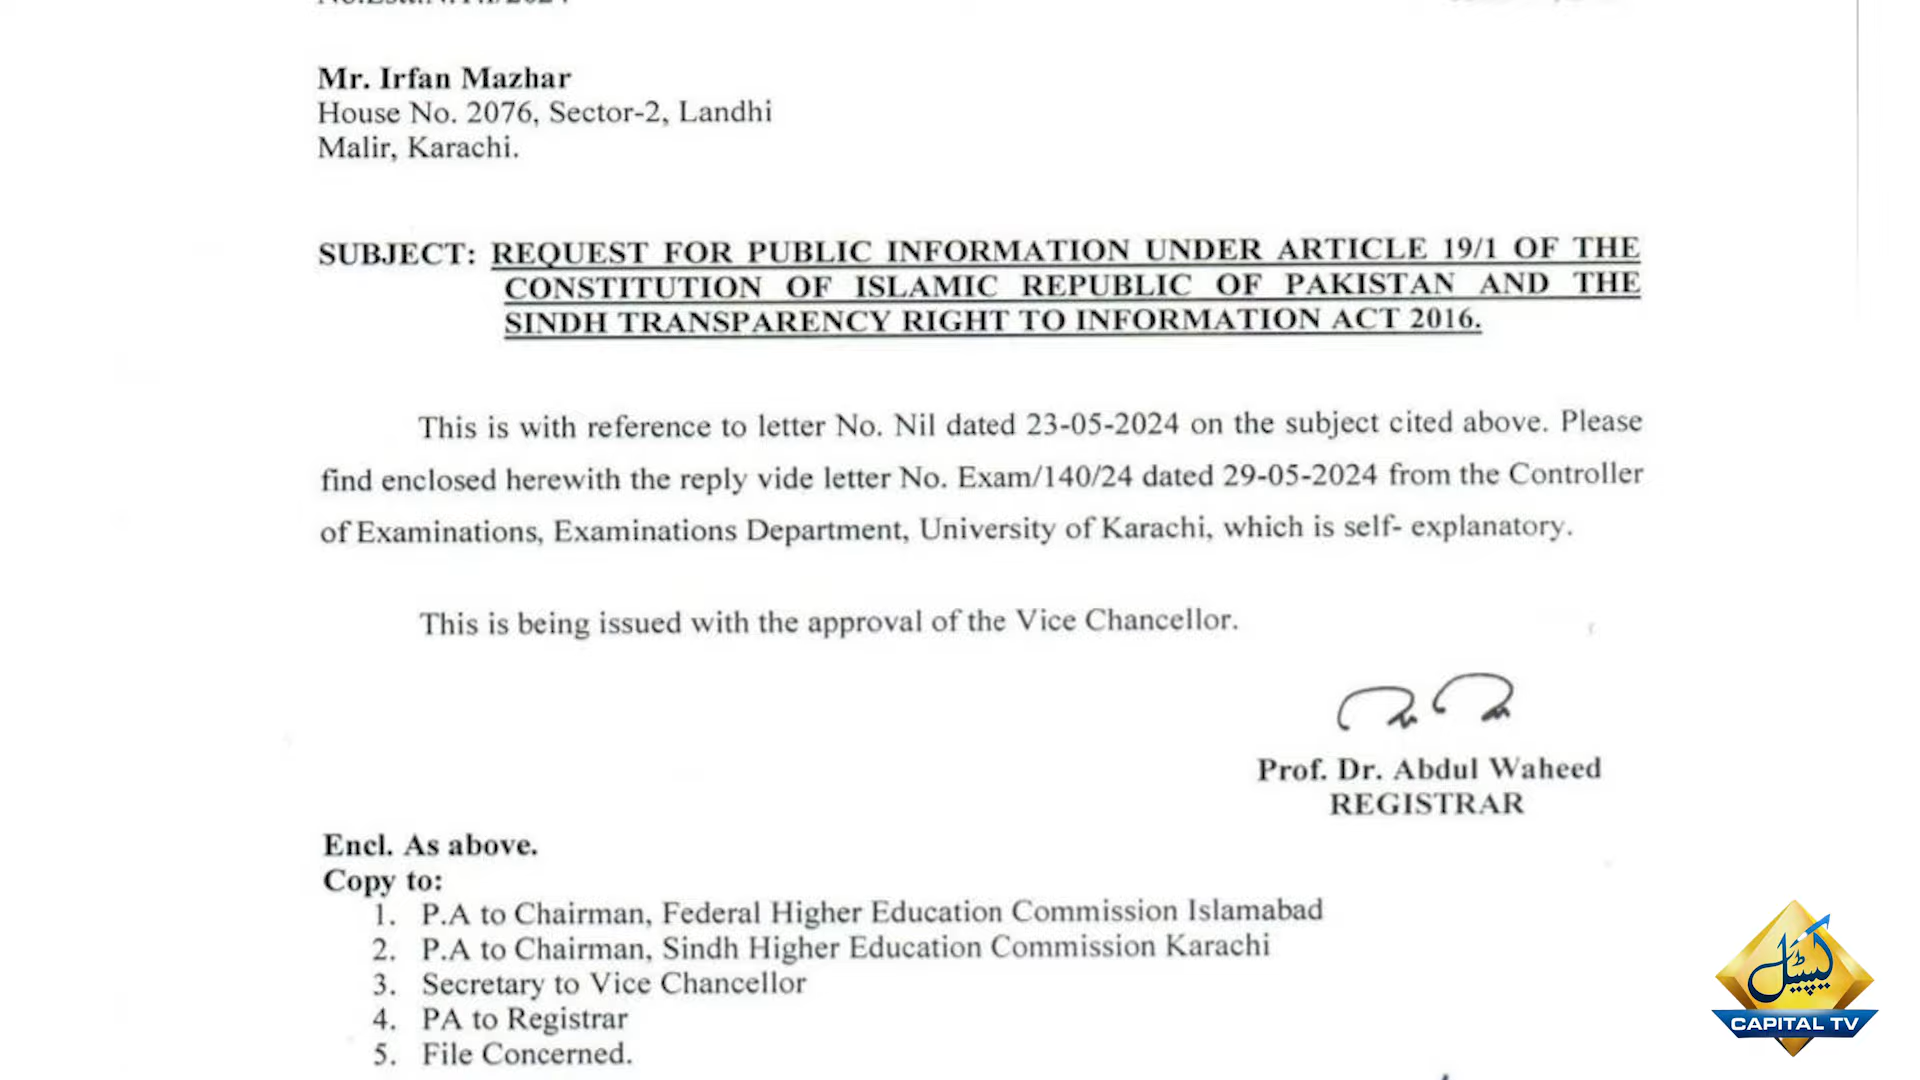 Mr. Irfan Mazhar
House No. 2076, Sector-2, Landhi
Malir, Karachi.
SUBJECT: REQUEST FOR PUBLIC INFORMATION UNDER ARTICLE 19/1 OF THE
CONSTITUTION OF ISLAMIC REPUBLIC OF PAKISTAN AND THE
SINDH TRANSPARENCY RIGHT TO INFORMATION ACT 2016.
This is with reference to letter No. Nil dated 23-05-2024 on the subject cited above. Please
find enclosed herewith the reply vide letter No. Exam/140/24 dated 29-05-2024 from the Controller
of Examinations, Examinations Department, University of Karachi, which is self- explanatory.
This is being issued with the approval of the Vice Chancellor.
Prof. Dr. Abdul Waheed
REGISTRAR
Encl. As above.
Copy to:
1. P.A to Chairman, Federal Higher Education Commission Islamabad
2. P.A to Chairman, Sindh Higher Education Commission Karachi
3. Secretary to Vice Chancellor
4. PA to Registrar
5. File Concerned.
کیپیٹل
CAPITAL TV